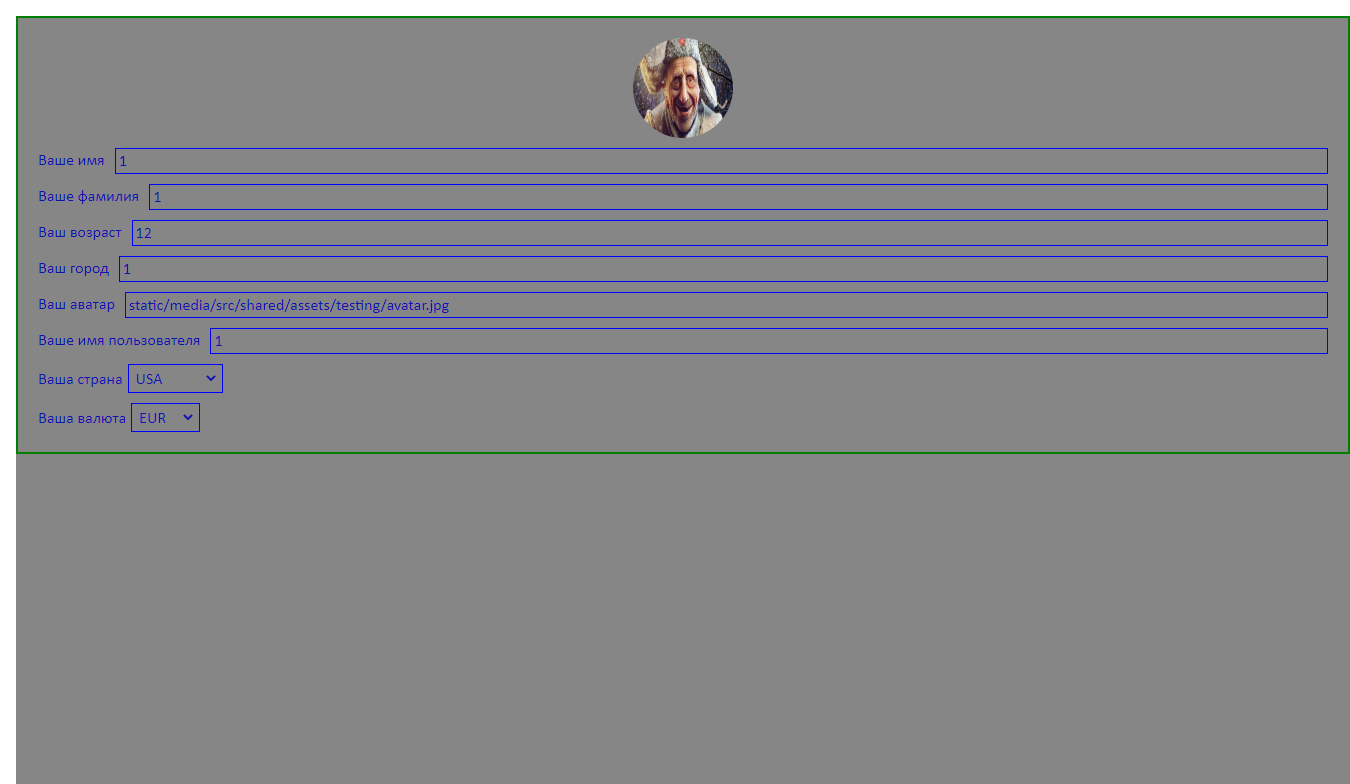 Ваше имя 1
Ваше фамилия 1
Ваш возраст 12
Ваш город 1
Ваш аватар static/media/src/shared/assets/testing/avatar.jpg
Ваше имя пользователя 1
Ваша страна USA
Ваша валюта EUR